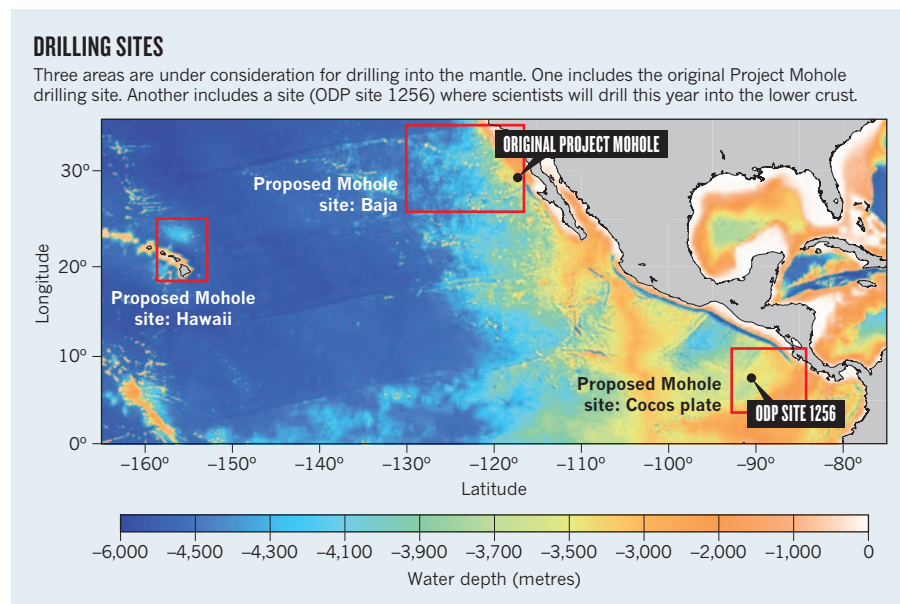 DRILLING SITES
Three areas are under consideration for drilling into the mantle. One includes the original Project Mohole
drilling site. Another includes a site (ODP site 1256) where scientists will drill this year into the lower crust.
ORIGINAL PROJECT MOHOLE
30º
Proposed Mohole
site: Baja
Longitude
20º
Proposed Mohole
site: Hawaii
10º
Proposed Mohole
site: Cocos plate
ODP SITE 1256
0º
–160º –150º –140º –130º –120º –110º –100º –90º –80º
Latitude
–6,000 –4,500 –4,300 –4,100 –3,900 –3,700 –3,500 –3,000 –2,000 –1,000 0
Water depth (metres)